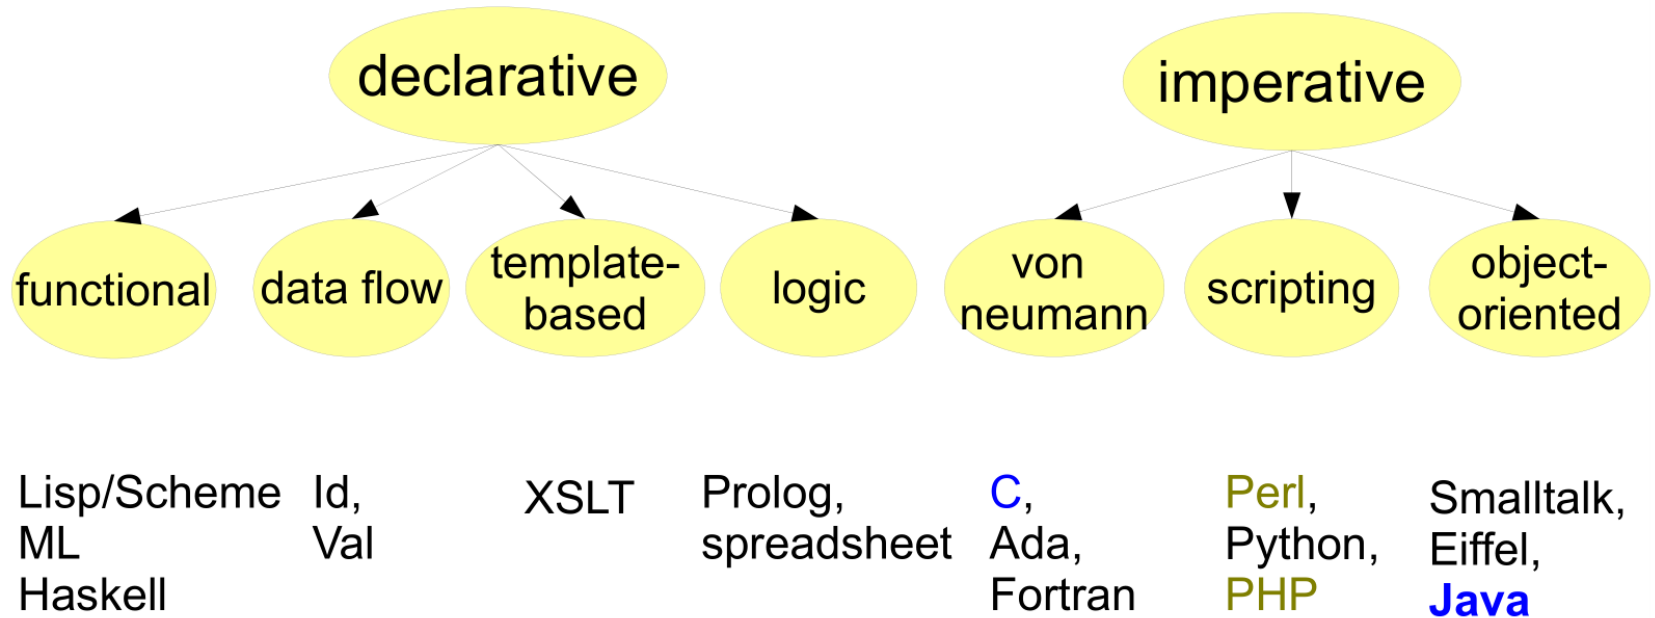 declarative
imperative
functional
data flow
template-
based
logic
von
neumann
scripting
object-
oriented
Lisp/Scheme
ML
Haskell
Id,
Val
XSLT
Prolog,
spreadsheet
C,
Ada,
Fortran
Perl,
Python,
PHP
Smalltalk,
Eiffel,
Java